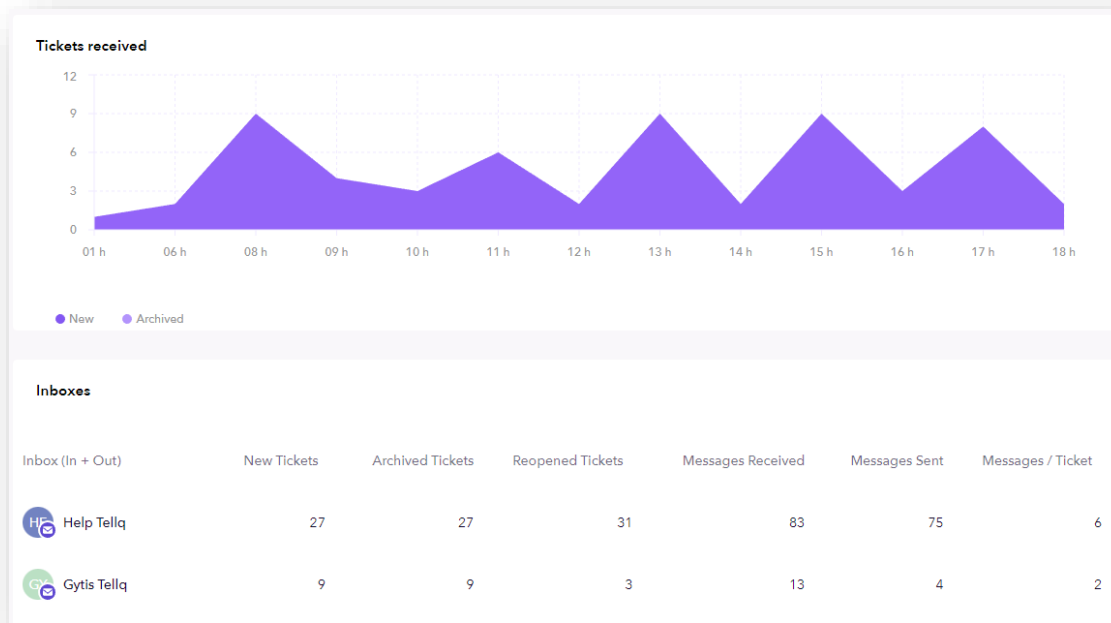 Tickets received
12
9
6
3
0
01 h 06 h 08 h 09 h 10 h 11 h 12 h 13 h 14 h 15 h 16 h 17 h 18 h
New Archived
Inboxes
Inbox (In + Out) New Tickets Archived Tickets Reopened Tickets Messages Received Messages Sent Messages / Ticket
Help Tellq 27 27 31 83 75 6
Gytis Tellq 9 9 3 13 4 2